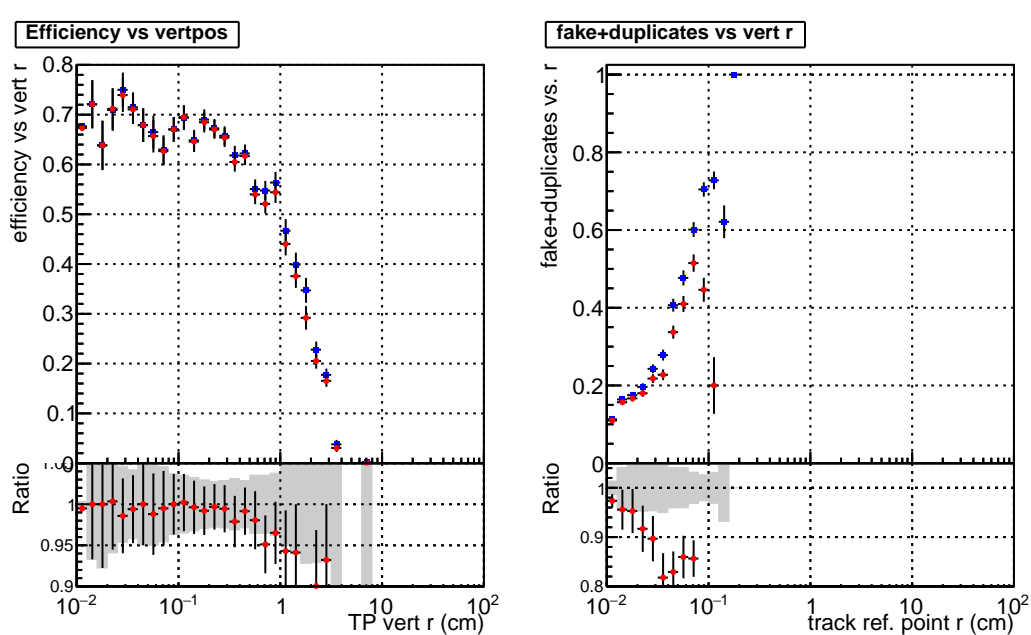 Efficiency vs vertpos
efficiency vs vert r
0.8
0.7
0.6
0.5
0.4
0.3
0.2
0.1
0
Ratio
1
0.95
0.9
10⁻² 10⁻¹ 1 10 10²
TP vert r (cm)
fake+duplicates vs vert r
fake+duplicates vs. r
1
0.8
0.6
0.4
0.2
0
Ratio
1
0.9
0.8
10⁻² 10⁻¹ 1 10 10²
track ref. point r (cm)